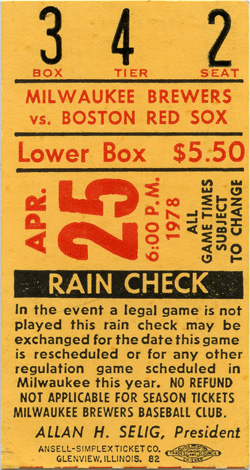 3 4 2
BOX TIER SEAT
MILWAUKEE BREWERS
vs. BOSTON RED SOX
Lower Box $5.50
APR.
25
6:00 P.M.
1978
ALL
GAME TIMES
SUBJECT
TO CHANGE
RAIN CHECK
In the event a legal game is not
played this rain check may be
exchanged for the date this game
is rescheduled or for any other
regulation game scheduled in
Milwaukee this year. NO REFUND
NOT APPLICABLE FOR SEASON TICKETS
MILWAUKEE BREWERS BASEBALL CLUB.
ALLAN H. SELIG, President
ANSELL-SIMPLEX TICKET CO.
GLENVIEW, ILLINOIS. 82